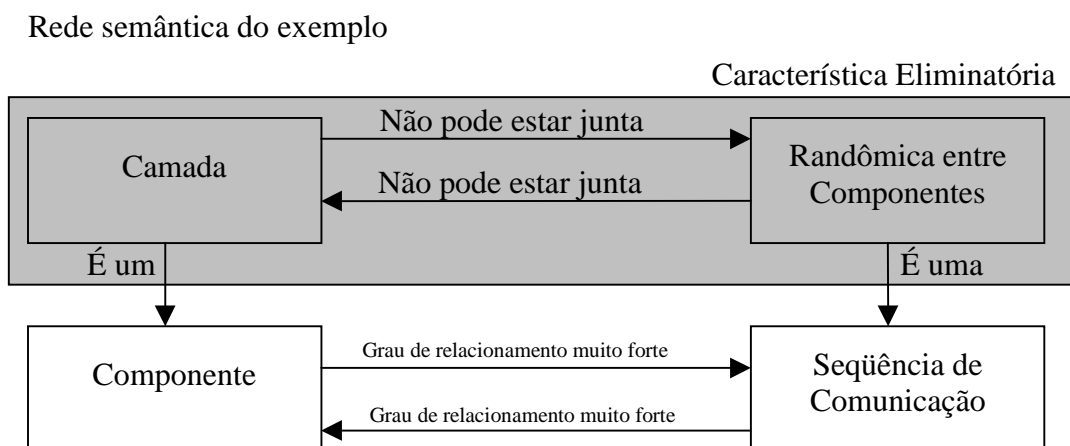 Rede semântica do exemplo
Característica Eliminatória
Não pode estar junta
Camada
Randômica entre
Componentes
Não pode estar junta
É um
É uma
Grau de relacionamento muito forte
Componente
Seqüência de
Comunicação
Grau de relacionamento muito forte